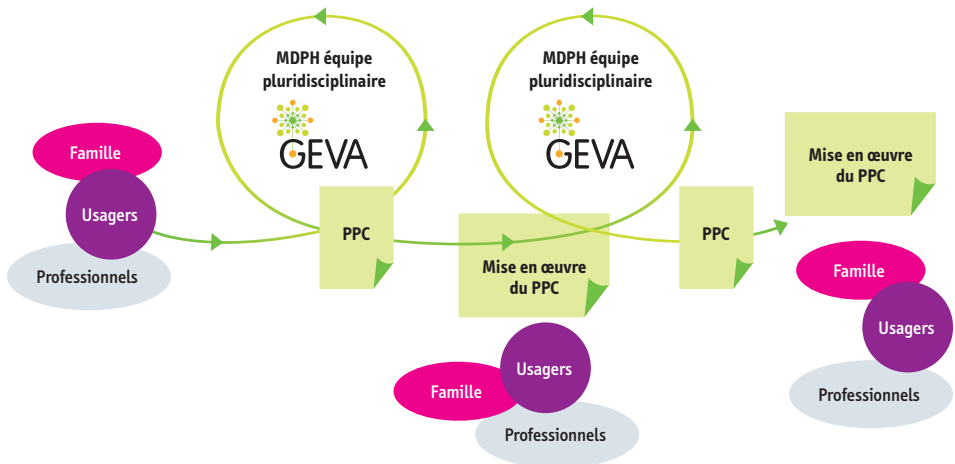 MDPH équipe
pluridisciplinaire
GEVA
MDPH équipe
pluridisciplinaire
GEVA
Famille
Usagers
Professionnels
PPC
Mise en œuvre
du PPC
Famille
Usagers
Professionnels
PPC
Mise en œuvre
du PPC
Famille
Usagers
Professionnels